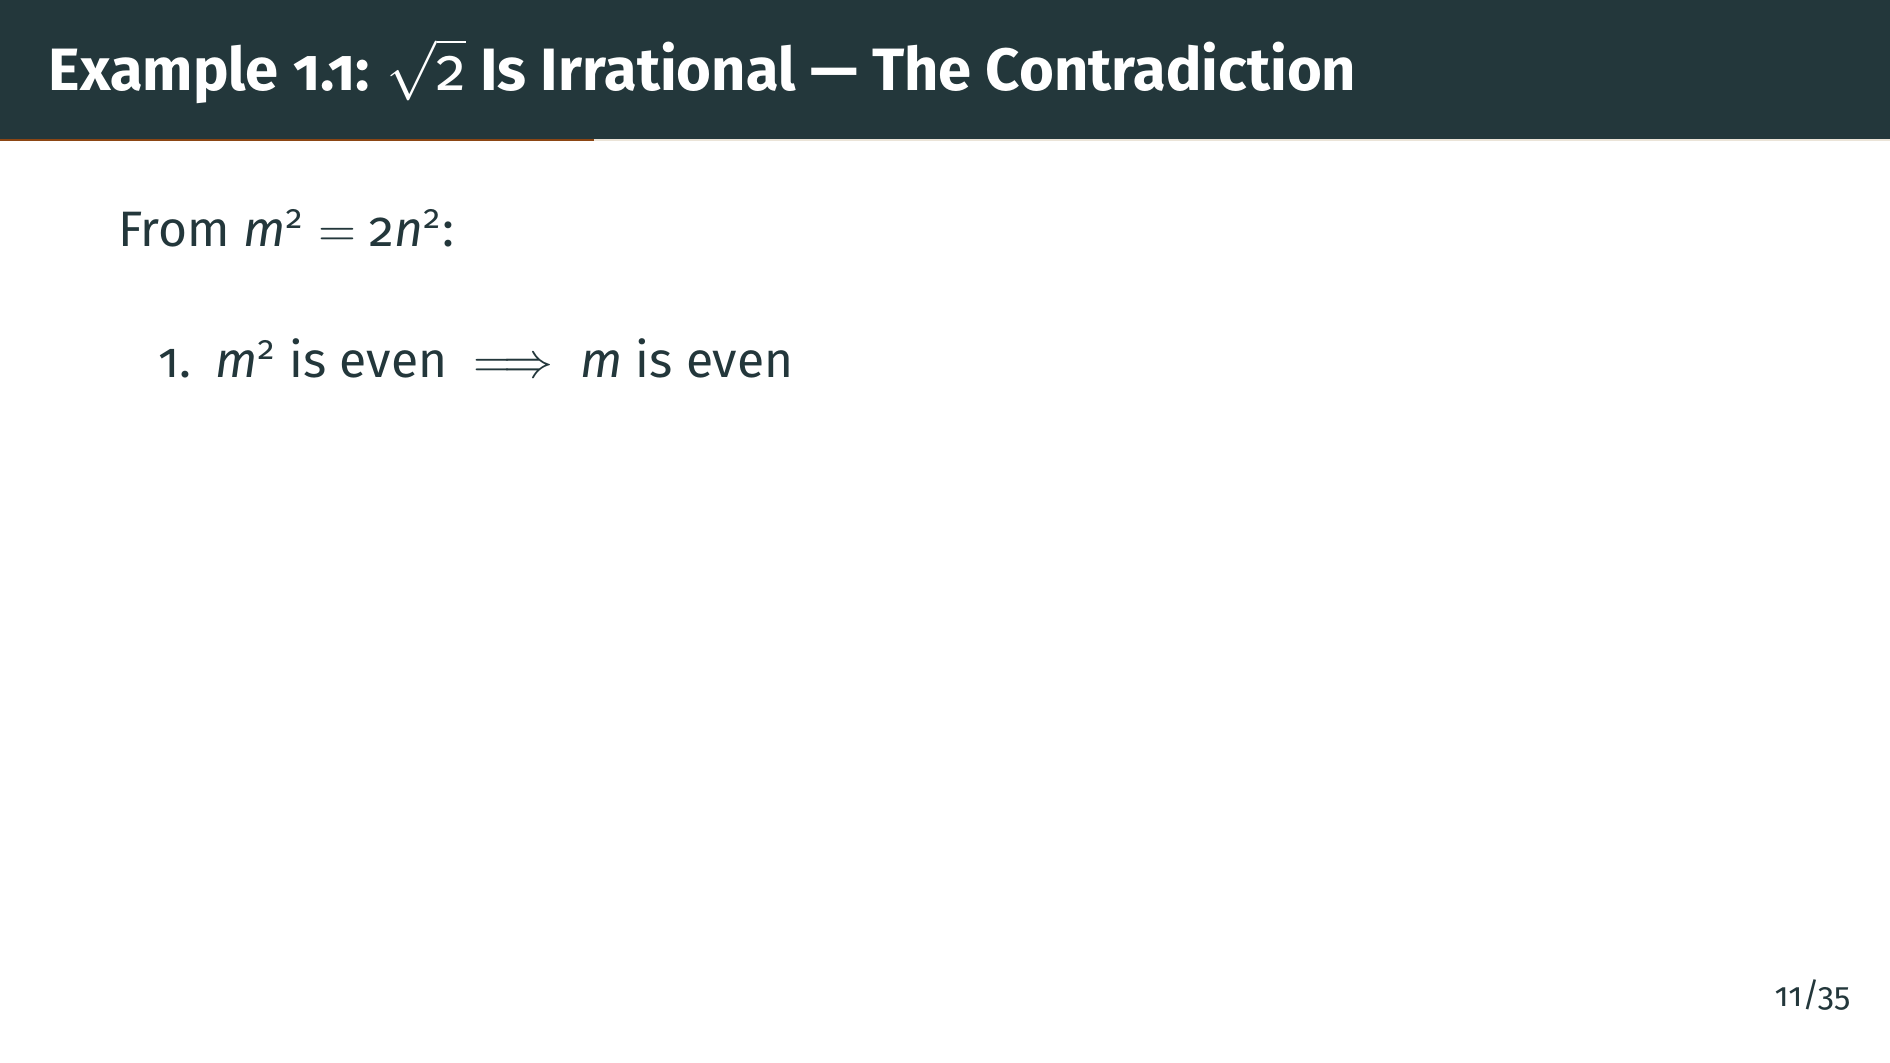 Example 1.1: √2 Is Irrational — The Contradiction
From m² = 2n²:
1. m² is even ⟹ m is even
11/35